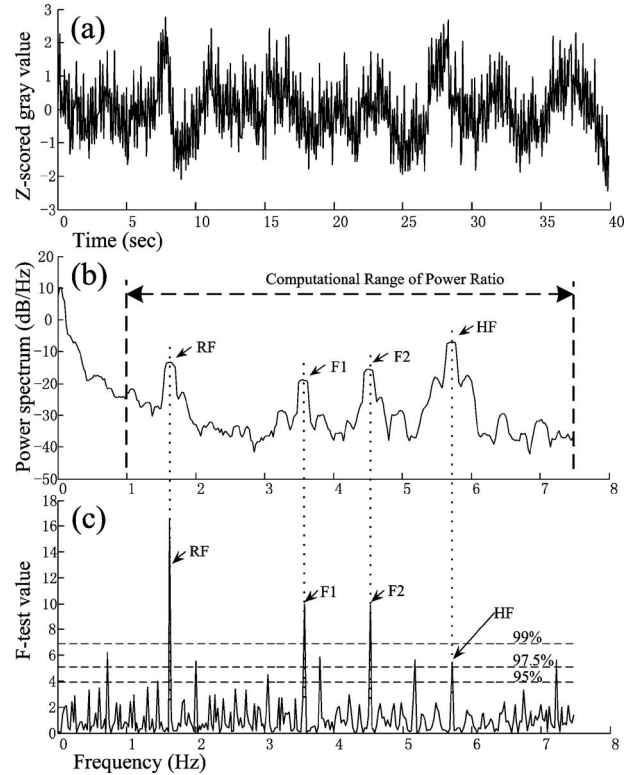 (a)
Z-scored gray value
3
2
1
0
-1
-2
-3
0 5 10 15 20 25 30 35 40
Time (sec)
(b)
Computational Range of Power Ratio
Power spectrum (dB/Hz)
20
10
0
-10
-20
-30
-40
-50
RF
F1
F2
HF
0 1 2 3 4 5 6 7 8
(c)
F-test value
18
16
14
12
10
8
6
4
2
0
RF
F1
F2
HF
99%
97.5%
95%
0 1 2 3 4 5 6 7 8
Frequency (Hz)